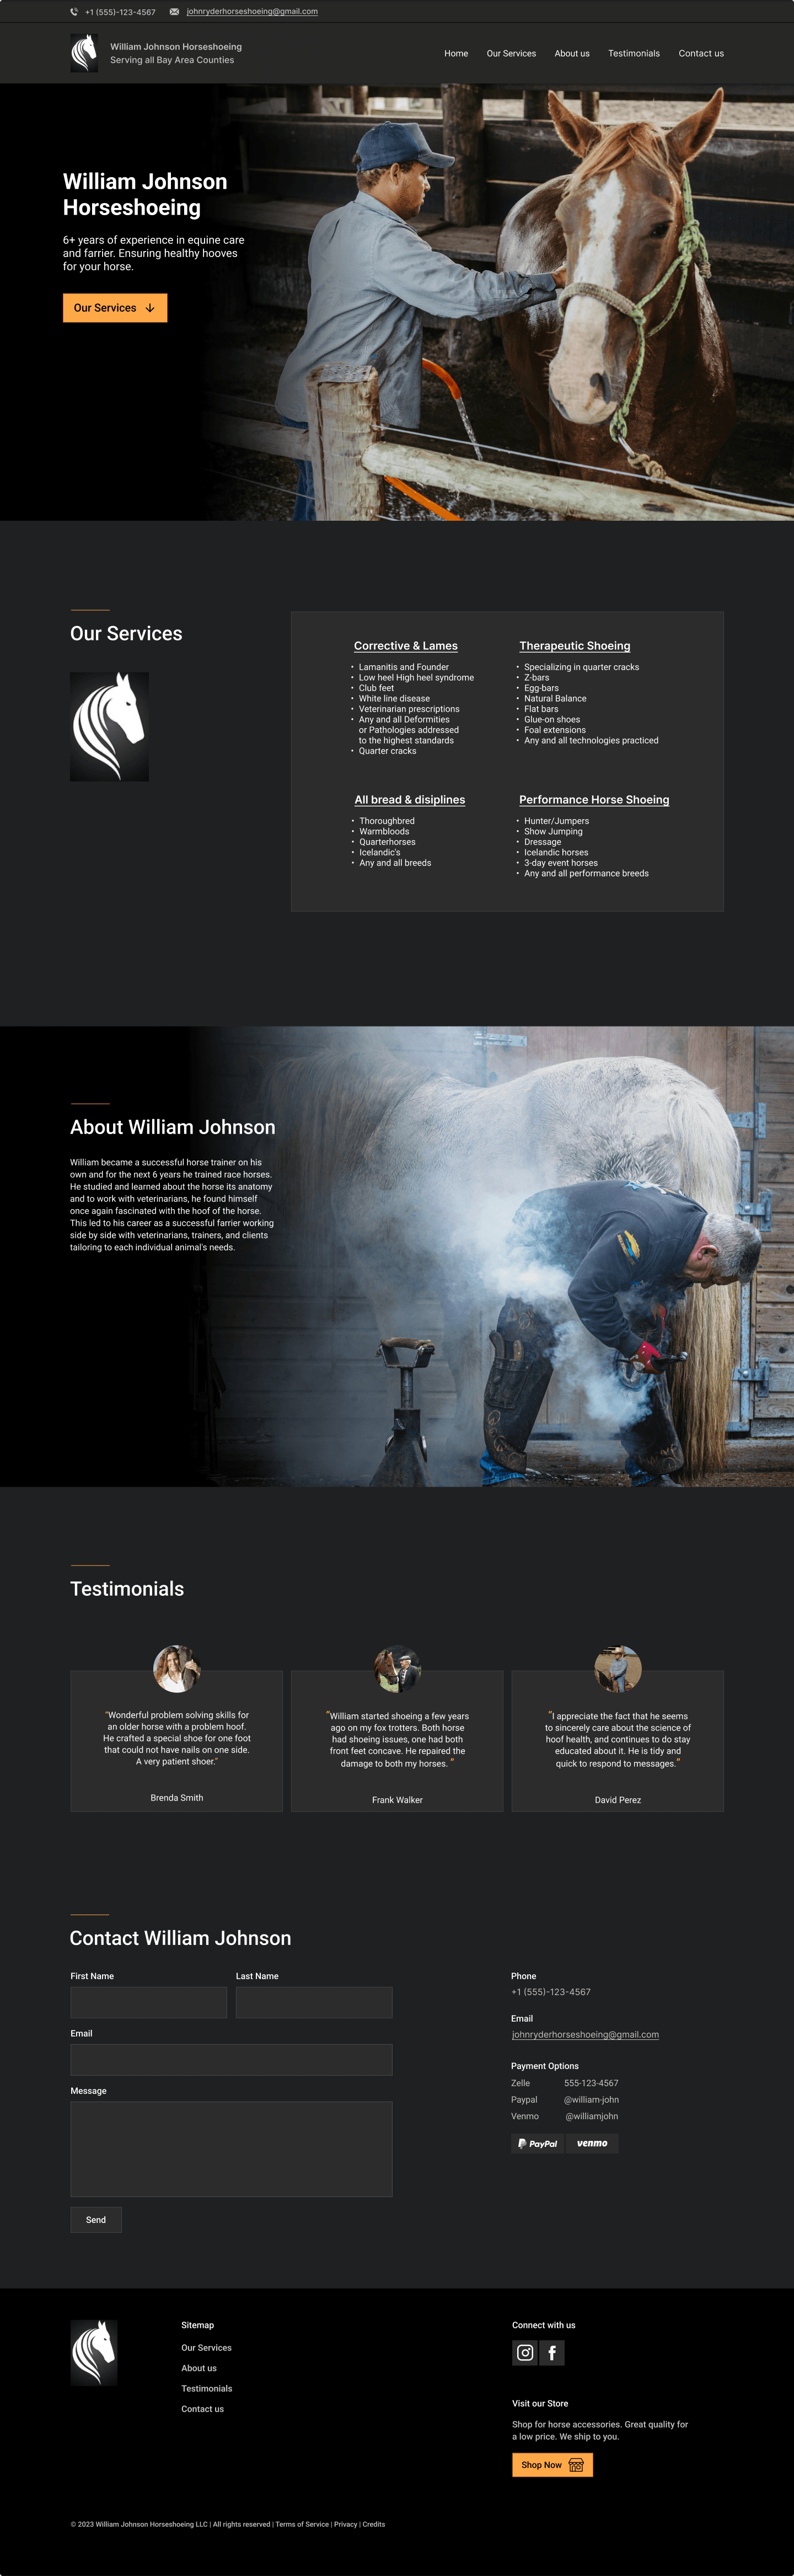 +1 (555)-123-4567 johnryderhorseshoeing@gmail.com
William Johnson Horseshoeing
Serving all Bay Area Counties
Home Our Services About us Testimonials Contact us
William Johnson
Horseshoeing
6+ years of experience in equine care
and farrier. Ensuring healthy hooves
for your horse.
Our Services
Our Services
Corrective & Lames
• Lamanitis and Founder
• Low heel High heel syndrome
• Club feet
• White line disease
• Veterinarian prescriptions
• Any and all Deformities
or Pathologies addressed
to the highest standards
• Quarter cracks
Therapeutic Shoeing
• Specializing in quarter cracks
• Z-bars
• Egg-bars
• Natural Balance
• Flat bars
• Glue-on shoes
• Foal extensions
• Any and all technologies practiced
All bread & disiplines
• Thoroughbred
• Warmbloods
• Quarterhorses
• Icelandic's
• Any and all breeds
Performance Horse Shoeing
• Hunter/Jumpers
• Show Jumping
• Dressage
• Icelandic horses
• 3-day event horses
• Any and all performance breeds
About William Johnson
William became a successful horse trainer on his
own and for the next 6 years he trained race horses.
He studied and learned about the horse its anatomy
and to work with veterinarians, he found himself
once again fascinated with the hoof of the horse.
This led to his career as a successful farrier working
side by side with veterinarians, trainers, and clients
tailoring to each individual animal's needs.
Testimonials
"Wonderful problem solving skills for
an older horse with a problem hoof.
He crafted a special shoe for one foot
that could not have nails on one side.
A very patient shoer."
Brenda Smith
"William started shoeing a few years
ago on my fox trotters. Both horse
had shoeing issues, one had both
front feet concave. He repaired the
damage to both my horses. "
Frank Walker
"I appreciate the fact that he seems
to sincerely care about the science of
hoof health, and continues to do stay
educated about it. He is tidy and
quick to respond to messages."
David Perez
Contact William Johnson
First Name Last Name
Email
Message
Send
Phone
+1 (555)-123-4567
Email
johnryderhorseshoeing@gmail.com
Payment Options
Zelle 555-123-4567
Paypal @william-john
Venmo @williamjohn
PayPal venmo
Sitemap
Our Services
About us
Testimonials
Contact us
Connect with us
Visit our Store
Shop for horse accessories. Great quality for
a low price. We ship to you.
Shop Now
© 2023 William Johnson Horseshoeing LLC | All rights reserved | Terms of Service | Privacy | Credits